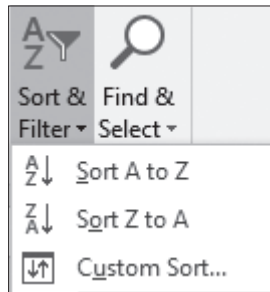 Sort & Find &
Filter Select
Sort A to Z
Sort Z to A
Custom Sort...